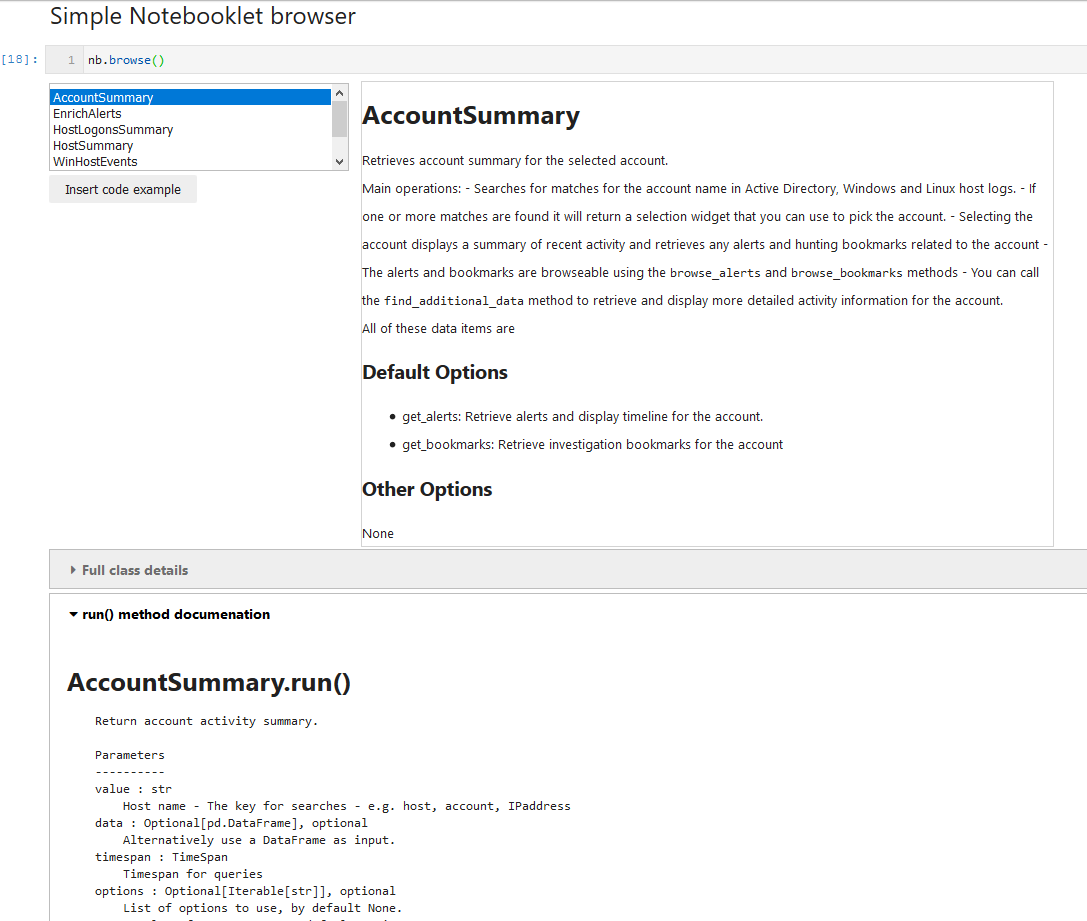 Simple Notebooklet browser
[18]: 1 nb.browse()
AccountSummary
EnrichAlerts
HostLogonsSummary
HostSummary
WinHostEvents
Insert code example
AccountSummary
Retrieves account summary for the selected account.
Main operations: - Searches for matches for the account name in Active Directory, Windows and Linux host logs. - If
one or more matches are found it will return a selection widget that you can use to pick the account. - Selecting the
account displays a summary of recent activity and retrieves any alerts and hunting bookmarks related to the account -
The alerts and bookmarks are browseable using the browse_alerts and browse_bookmarks methods - You can call
the find_additional_data method to retrieve and display more detailed activity information for the account.
All of these data items are
Default Options
• get_alerts: Retrieve alerts and display timeline for the account.
• get_bookmarks: Retrieve investigation bookmarks for the account
Other Options
None
Full class details
run() method documenation
AccountSummary.run()
Return account activity summary.
Parameters
----------
value : str
Host name - The key for searches - e.g. host, account, IPaddress
data : Optional[pd.DataFrame], optional
Alternatively use a DataFrame as input.
timespan : TimeSpan
Timespan for queries
options : Optional[Iterable[str]], optional
List of options to use, by default None.